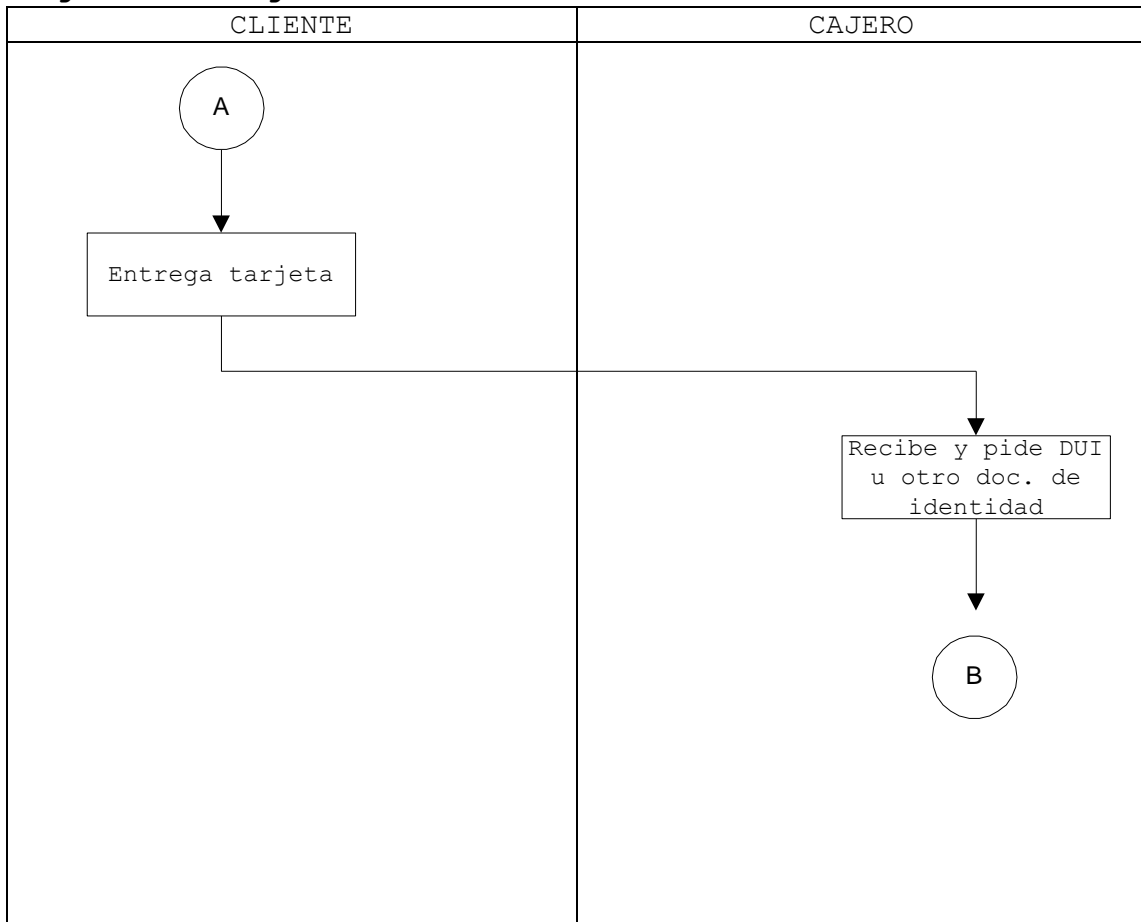 CLIENTE
CAJERO
A
Entrega tarjeta
Recibe y pide DUI
u otro doc. de
identidad
B